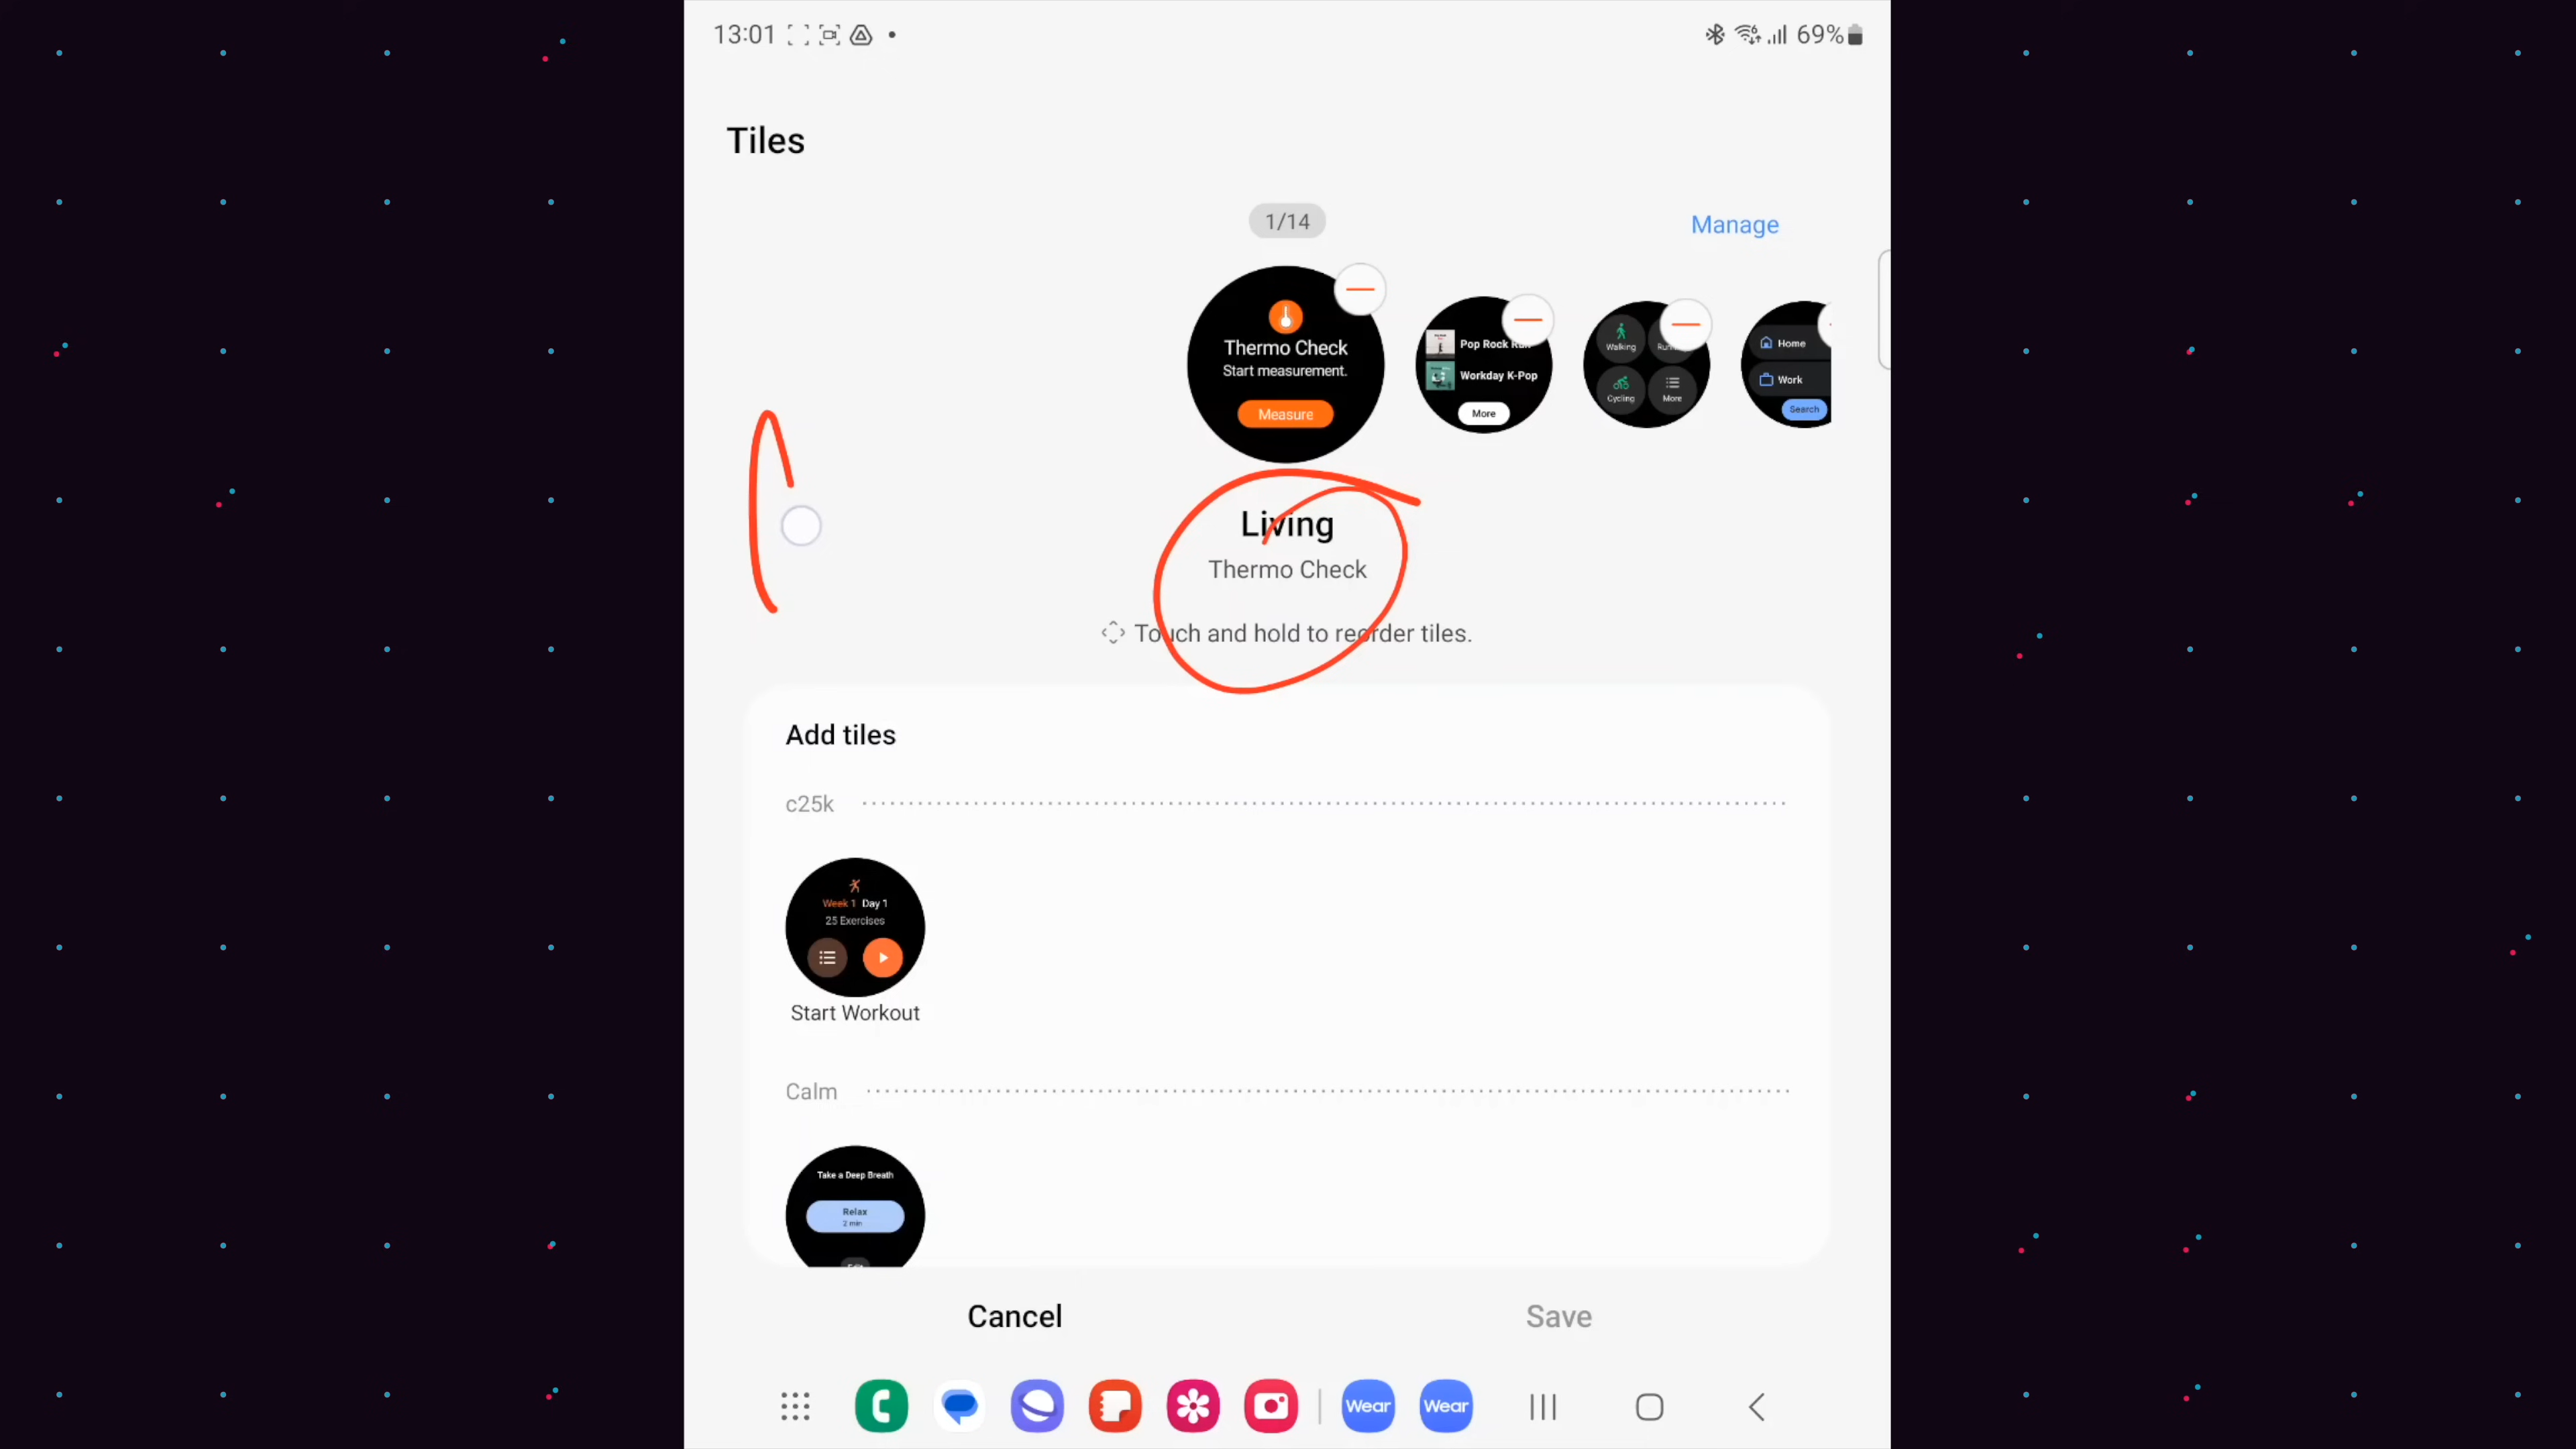 13:01
69%
Tiles
1/14
Manage
Thermo Check
Start measurement.
Measure
Pop Rock
Workday K-Pop
More
Walking
Cycling
More
Home
Work
Search
Living
Thermo Check
Touch and hold to reorder tiles.
Add tiles
c25k
Week 1 Day 1
25 Exercises
Start Workout
Calm
Take a Deep Breath
Relax
2 min
Cancel
Save
Wear
Wear